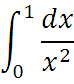 ∫₀¹ dx/x²